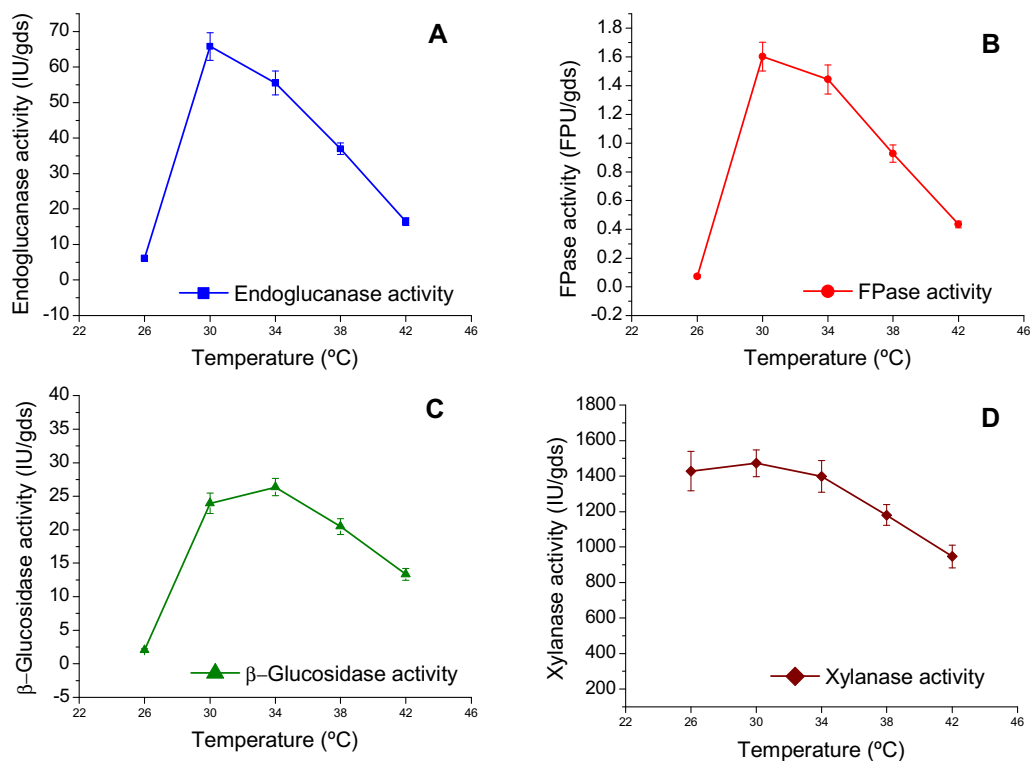 A
Endoglucanase activity (IU/gds)
70
60
50
40
30
20
10
0
-10
Endoglucanase activity
22 26 30 34 38 42 46
Temperature (ºC)
B
FPase activity (FPU/gds)
1.8
1.6
1.4
1.2
1.0
0.8
0.6
0.4
0.2
0.0
-0.2
FPase activity
22 26 30 34 38 42 46
Temperature (ºC)
C
β–Glucosidase activity (IU/gds)
40
35
30
25
20
15
10
5
0
-5
β–Glucosidase activity
22 26 30 34 38 42 46
Temperature (ºC)
D
Xylanase activity (IU/gds)
1800
1600
1400
1200
1000
800
600
400
200
Xylanase activity
22 26 30 34 38 42 46
Temperature (ºC)